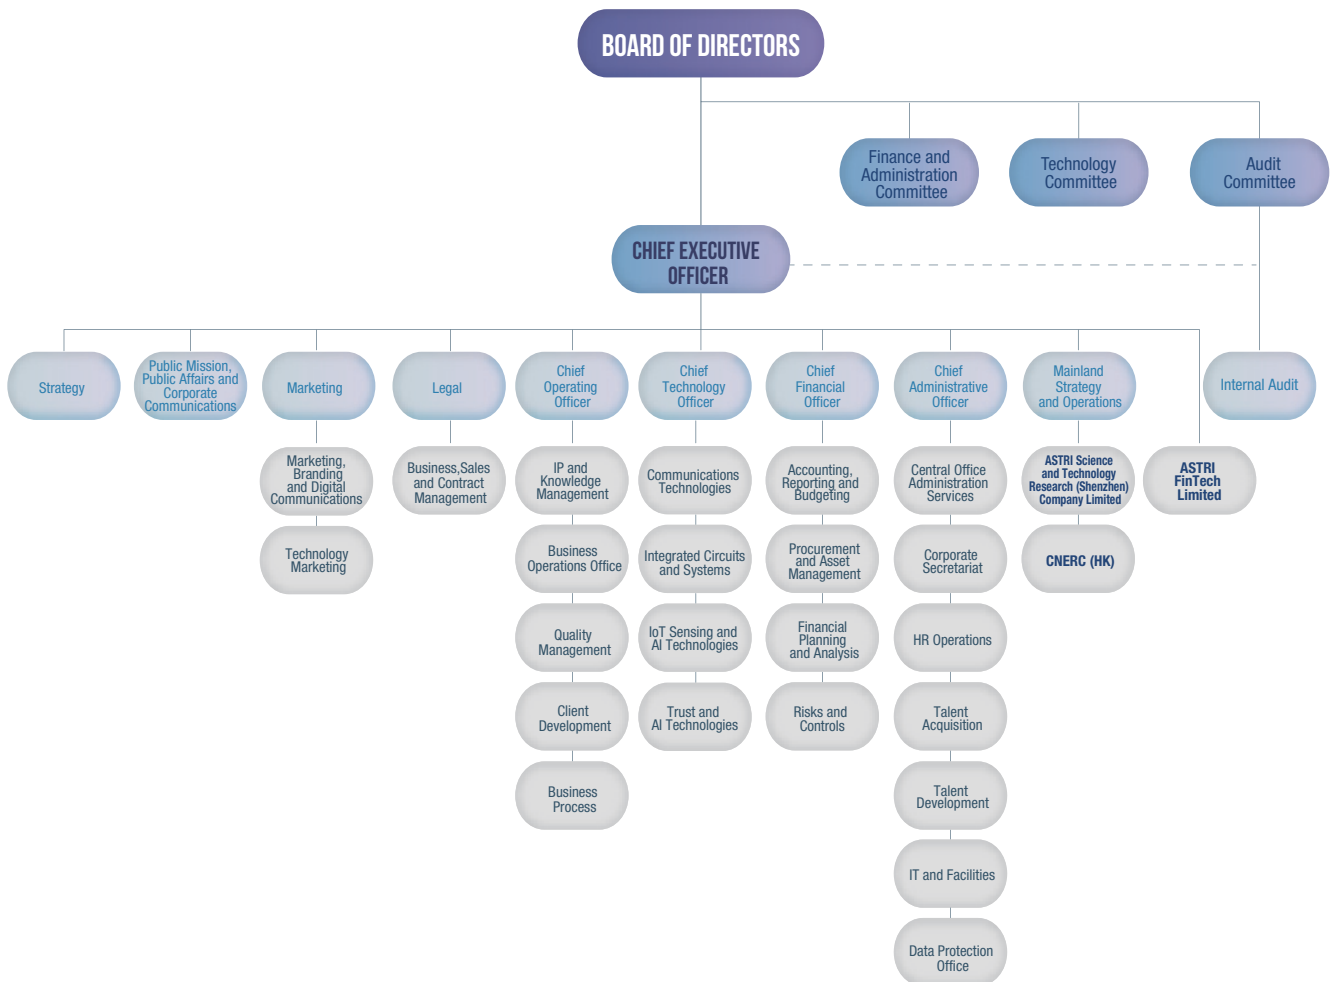 BOARD OF DIRECTORS
Finance and
Administration
Committee
Technology
Committee
Audit
Committee
CHIEF EXECUTIVE
OFFICER
Strategy
Public Mission,
Public Affairs and
Corporate
Communications
Marketing
Legal
Chief
Operating
Officer
Chief
Technology
Officer
Chief
Financial
Officer
Chief
Administrative
Officer
Mainland
Strategy
and Operations
Internal Audit
Marketing,
Branding
and Digital
Communications
Business,Sales
and Contract
Management
IP and
Knowledge
Management
Communications
Technologies
Accounting,
Reporting and
Budgeting
Central Office
Administration
Services
ASTRI Science
and Technology
Research (Shenzhen)
Company Limited
ASTRI
FinTech
Limited
Technology
Marketing
Business
Operations Office
Integrated Circuits
and Systems
Procurement
and Asset
Management
Corporate
Secretariat
CNERC (HK)
Quality
Management
IoT Sensing and
AI Technologies
Financial
Planning
and Analysis
HR Operations
Client
Development
Trust and
AI Technologies
Risks and
Controls
Talent
Acquisition
Business
Process
Talent
Development
IT and Facilities
Data Protection
Office